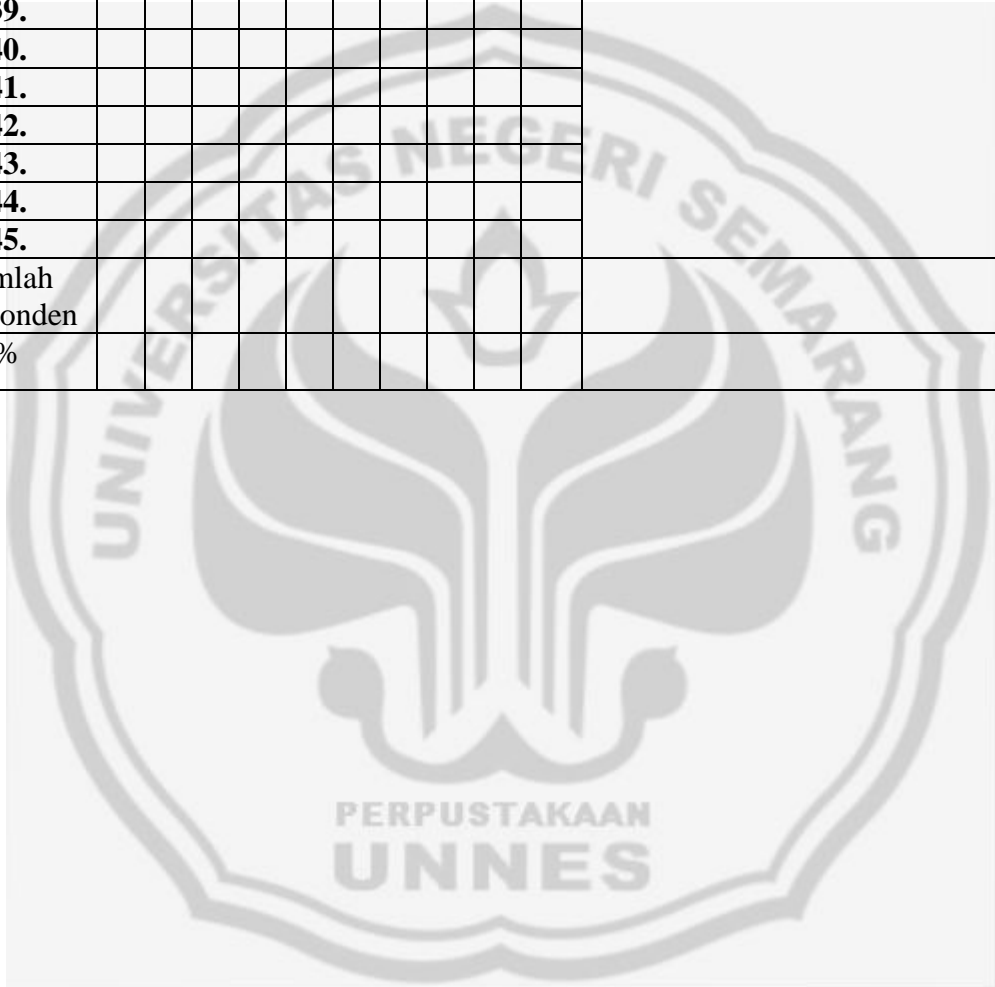 39.
40.
41.
42.
43.
44.
45.
mlah
onden
%
UNIVERSITAS NEGERI SEMARANG
PERPUSTAKAAN
UNNES